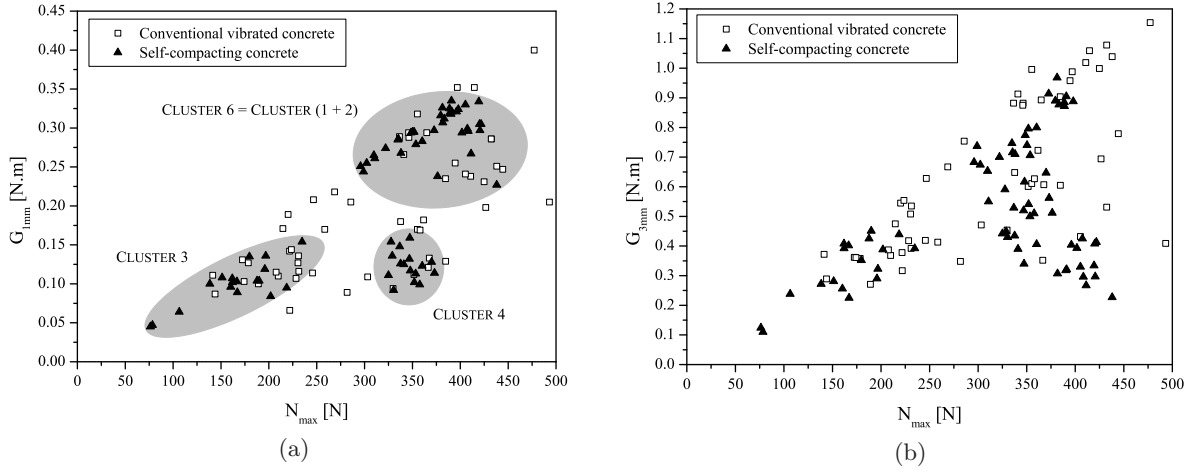 (a)
Conventional vibrated concrete
Self-compacting concrete
CLUSTER 6 = CLUSTER (1 + 2)
CLUSTER 3
CLUSTER 4
G1mm [N.m]
0.45
0.40
0.35
0.30
0.25
0.20
0.15
0.10
0.05
0.00
0 50 100 150 200 250 300 350 400 450 500
Nmax [N]
(a)
(b)
Conventional vibrated concrete
Self-compacting concrete
G3mm [N.m]
1.2
1.1
1.0
0.9
0.8
0.7
0.6
0.5
0.4
0.3
0.2
0.1
0.0
0 50 100 150 200 250 300 350 400 450 500
Nmax [N]
(b)